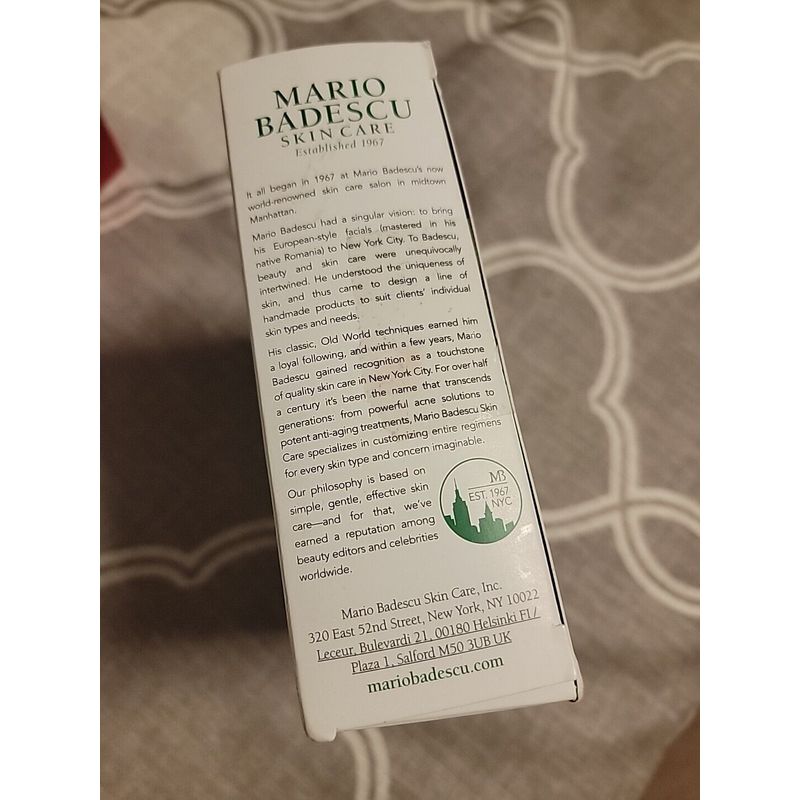 MARIO
BADESCU
SKIN CARE
Established 1967
It all began in 1967 at Mario Badescu's now
world-renowned skin care salon in midtown
Manhattan.
Mario Badescu had a singular vision: to bring
his European-style facials (mastered in his
native Romania) to New York City. To Badescu,
beauty and skin care were unequivocally
intertwined. He understood the uniqueness of
skin, and thus came to design a line of
handmade products to suit clients' individual
skin types and needs.
His classic, Old World techniques earned him
a loyal following, and within a few years, Mario
Badescu gained recognition as a touchstone
of quality skin care in New York City. For over half
a century it's been the name that transcends
generations: from powerful acne solutions to
potent anti-aging treatments, Mario Badescu Skin
Care specializes in customizing entire regimens
for every skin type and concern imaginable.
Our philosophy is based on
simple, gentle, effective skin
care—and for that, we've
earned a reputation among
beauty editors and celebrities
worldwide.
MB
EST. 1967
NYC
Mario Badescu Skin Care, Inc.
320 East 52nd Street, New York, NY 10022
Leceur, Bulevardi 21, 00180 Helsinki FI/
Plaza 1, Salford M50 3UB UK
mariobadescu.com